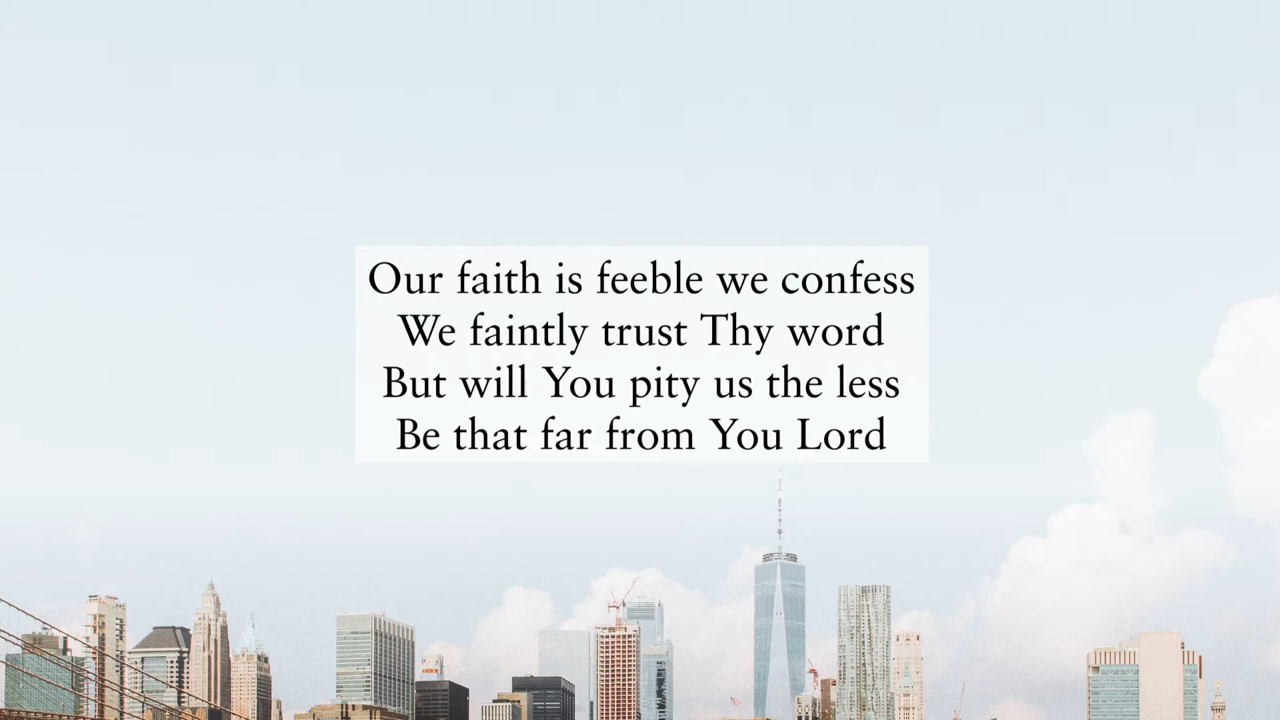 Our faith is feeble we confess
We faintly trust Thy word
But will You pity us the less
Be that far from You Lord